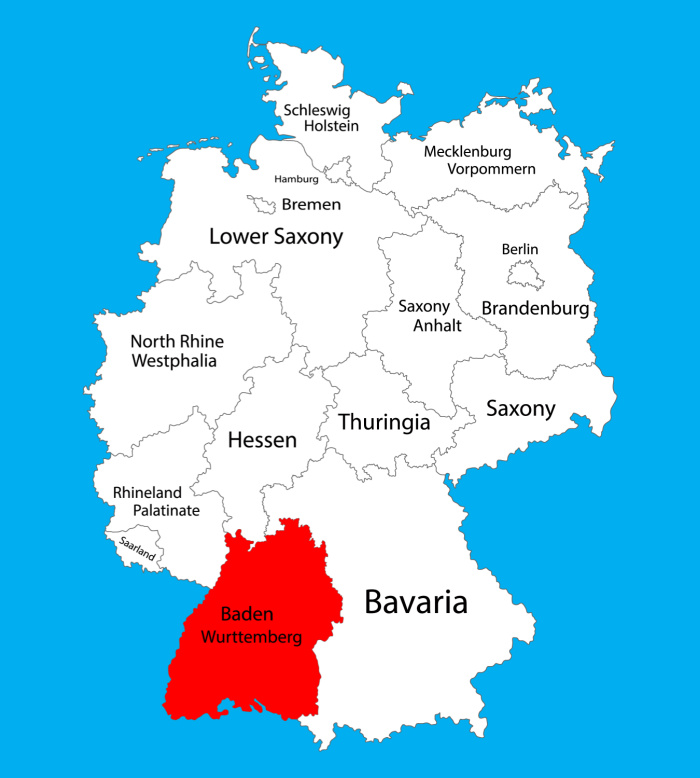 Schleswig
Holstein
Mecklenburg
Vorpommern
Hamburg
Bremen
Lower Saxony
Berlin
Saxony
Anhalt
Brandenburg
North Rhine
Westphalia
Thuringia
Saxony
Hessen
Rhineland
Palatinate
Saarland
Bavaria
Baden
Wurttemberg